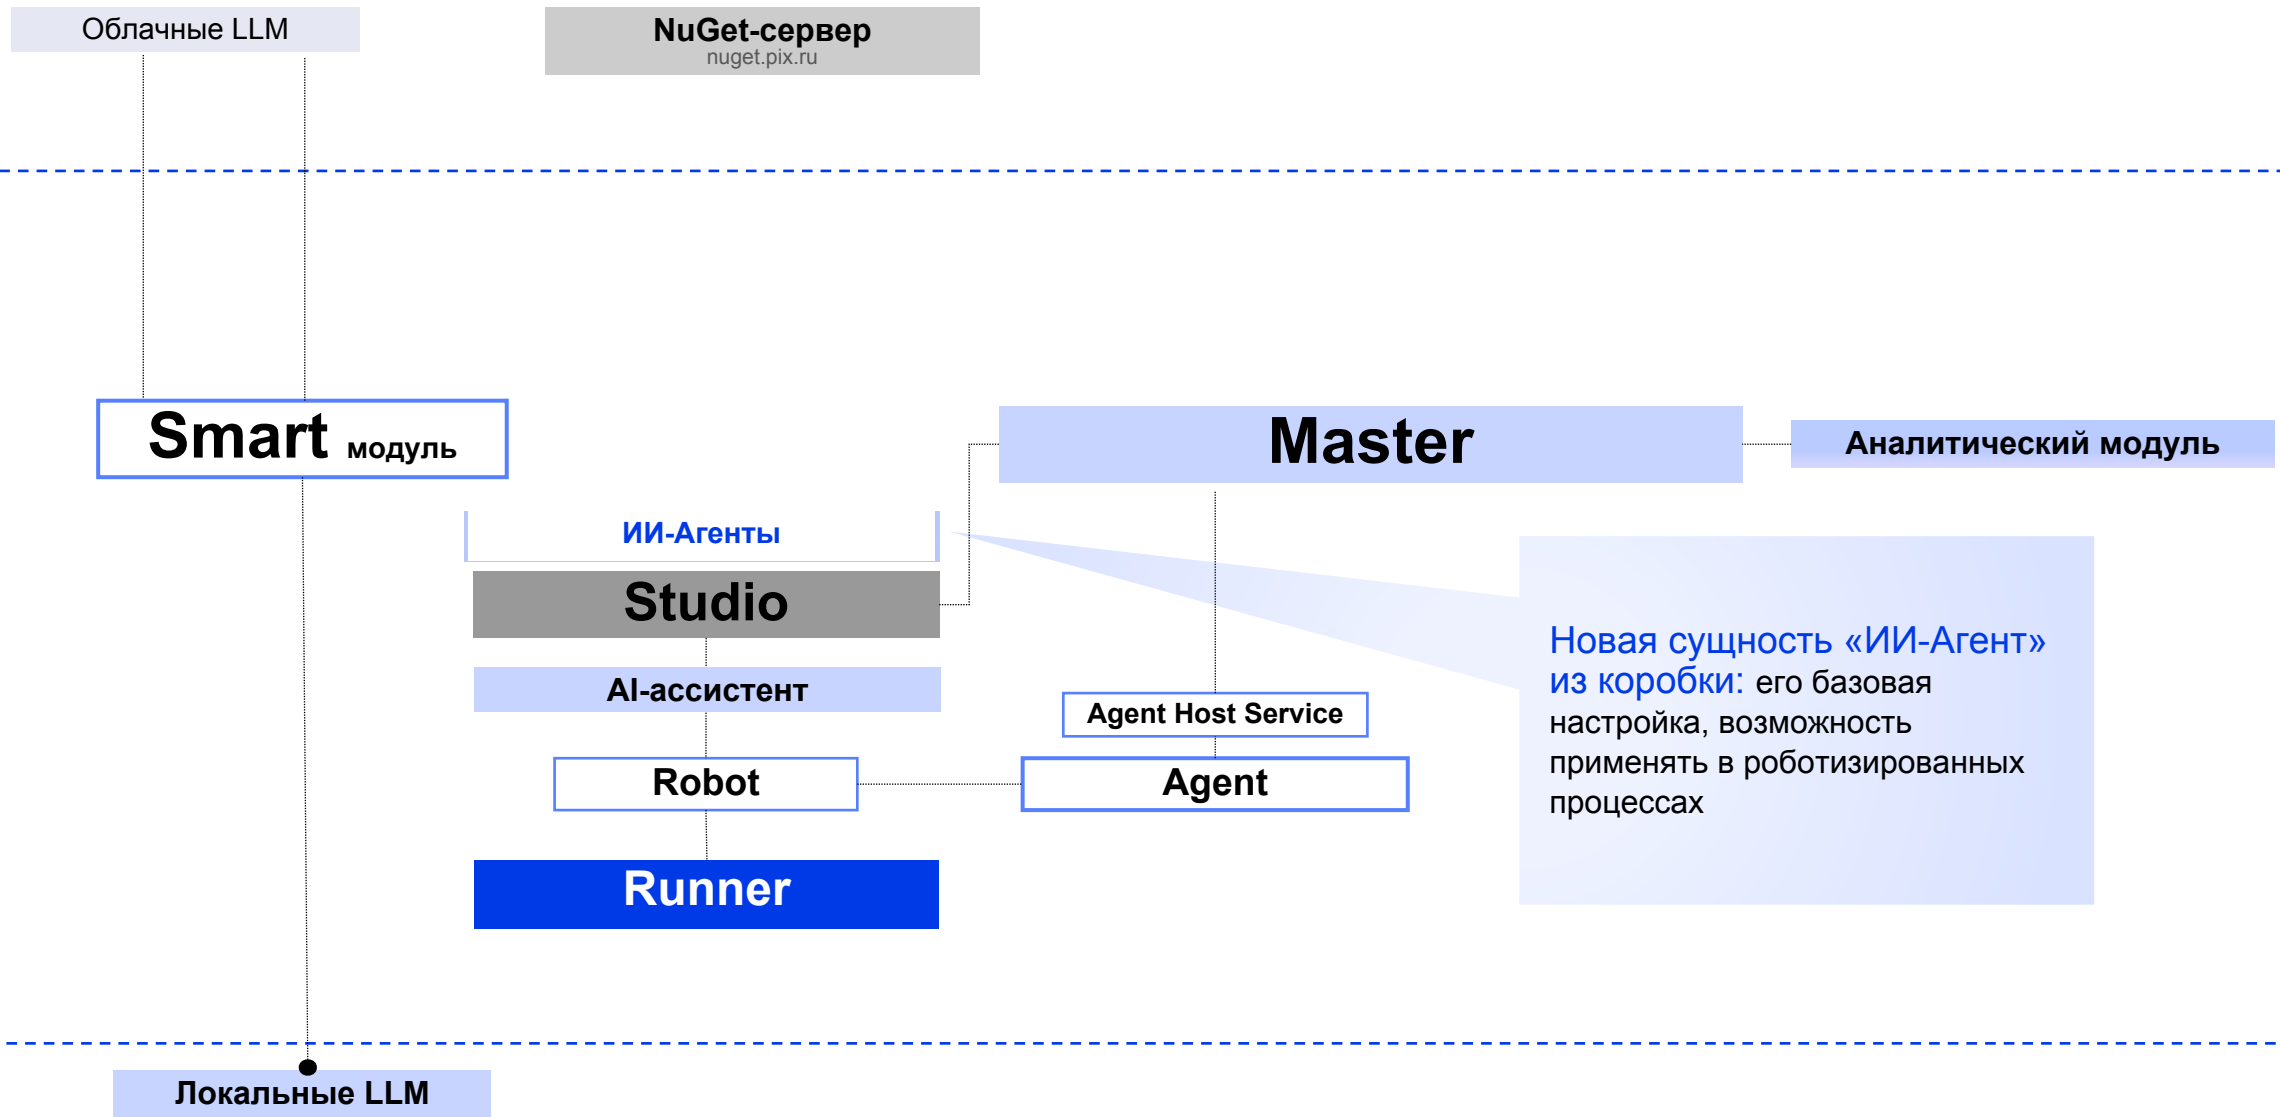 Облачные LLM
NuGet-сервер
nuget.pix.ru
Smart модуль
Master
Аналитический модуль
ИИ-Агенты
Studio
AI-ассистент
Agent Host Service
Robot
Agent
Runner
Новая сущность «ИИ-Агент»
из коробки: его базовая
настройка, возможность
применять в роботизированных
процессах
Локальные LLM